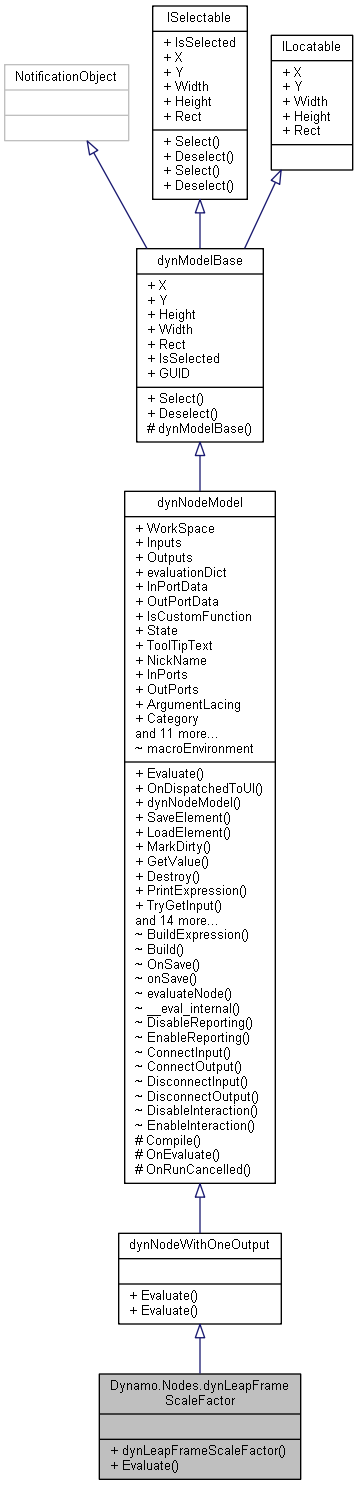 ISelectable
+ IsSelected
+ X
+ Y
+ Width
+ Height
+ Rect
+ Select()
+ Deselect()
+ Select()
+ Deselect()
ILocatable
+ X
+ Y
+ Width
+ Height
+ Rect
NotificationObject
dynModelBase
+ X
+ Y
+ Height
+ Width
+ Rect
+ IsSelected
+ GUID
+ Select()
+ Deselect()
# dynModelBase()
dynNodeModel
+ WorkSpace
+ Inputs
+ Outputs
+ evaluationDict
+ InPortData
+ OutPortData
+ IsCustomFunction
+ State
+ ToolTipText
+ NickName
+ InPorts
+ OutPorts
+ ArgumentLacing
+ Category
and 11 more...
~ macroEnvironment
+ Evaluate()
+ OnDispatchedToUI()
+ dynNodeModel()
+ SaveElement()
+ LoadElement()
+ MarkDirty()
+ GetValue()
+ Destroy()
+ PrintExpression()
+ TryGetInput()
and 14 more...
~ BuildExpression()
~ Build()
~ OnSave()
~ onSave()
~ evaluateNode()
~ __eval_internal()
~ DisableReporting()
~ EnableReporting()
~ ConnectInput()
~ ConnectOutput()
~ DisconnectInput()
~ DisconnectOutput()
~ DisableInteraction()
~ EnableInteraction()
# Compile()
# OnEvaluate()
# OnRunCancelled()
dynNodeWithOneOutput
+ Evaluate()
+ Evaluate()
Dynamo.Nodes.dynLeapFrame
ScaleFactor
+ dynLeapFrameScaleFactor()
+ Evaluate()